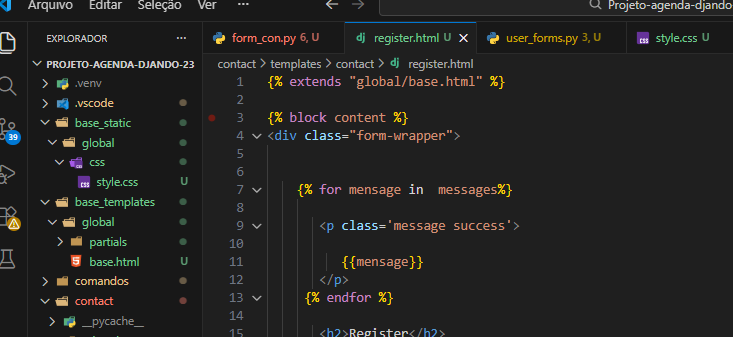 Editar Seleção Ver ··· Projeto-agenda-djando
EXPLORADOR ··· form_con.py 6, U dj register.html U × user_forms.py 3, U style.css U
PROJETO-AGENDA-DJANDO-23 contact > templates > contact > dj register.html
.venv
.vscode
base_static
global
css
style.css U
base_templates
global
partials
base.html
comandos
contact
__pycache__
39
1 {% extends "global/base.html" %}
2
3 {% block content %}
4 <div class="form-wrapper">
7 {% for mensage in  messages%}
8
9 <p class='message success'>
10
11 {{mensage}}
12 </p>
13 {% endfor %}
14
15 <h2>Register</h2>